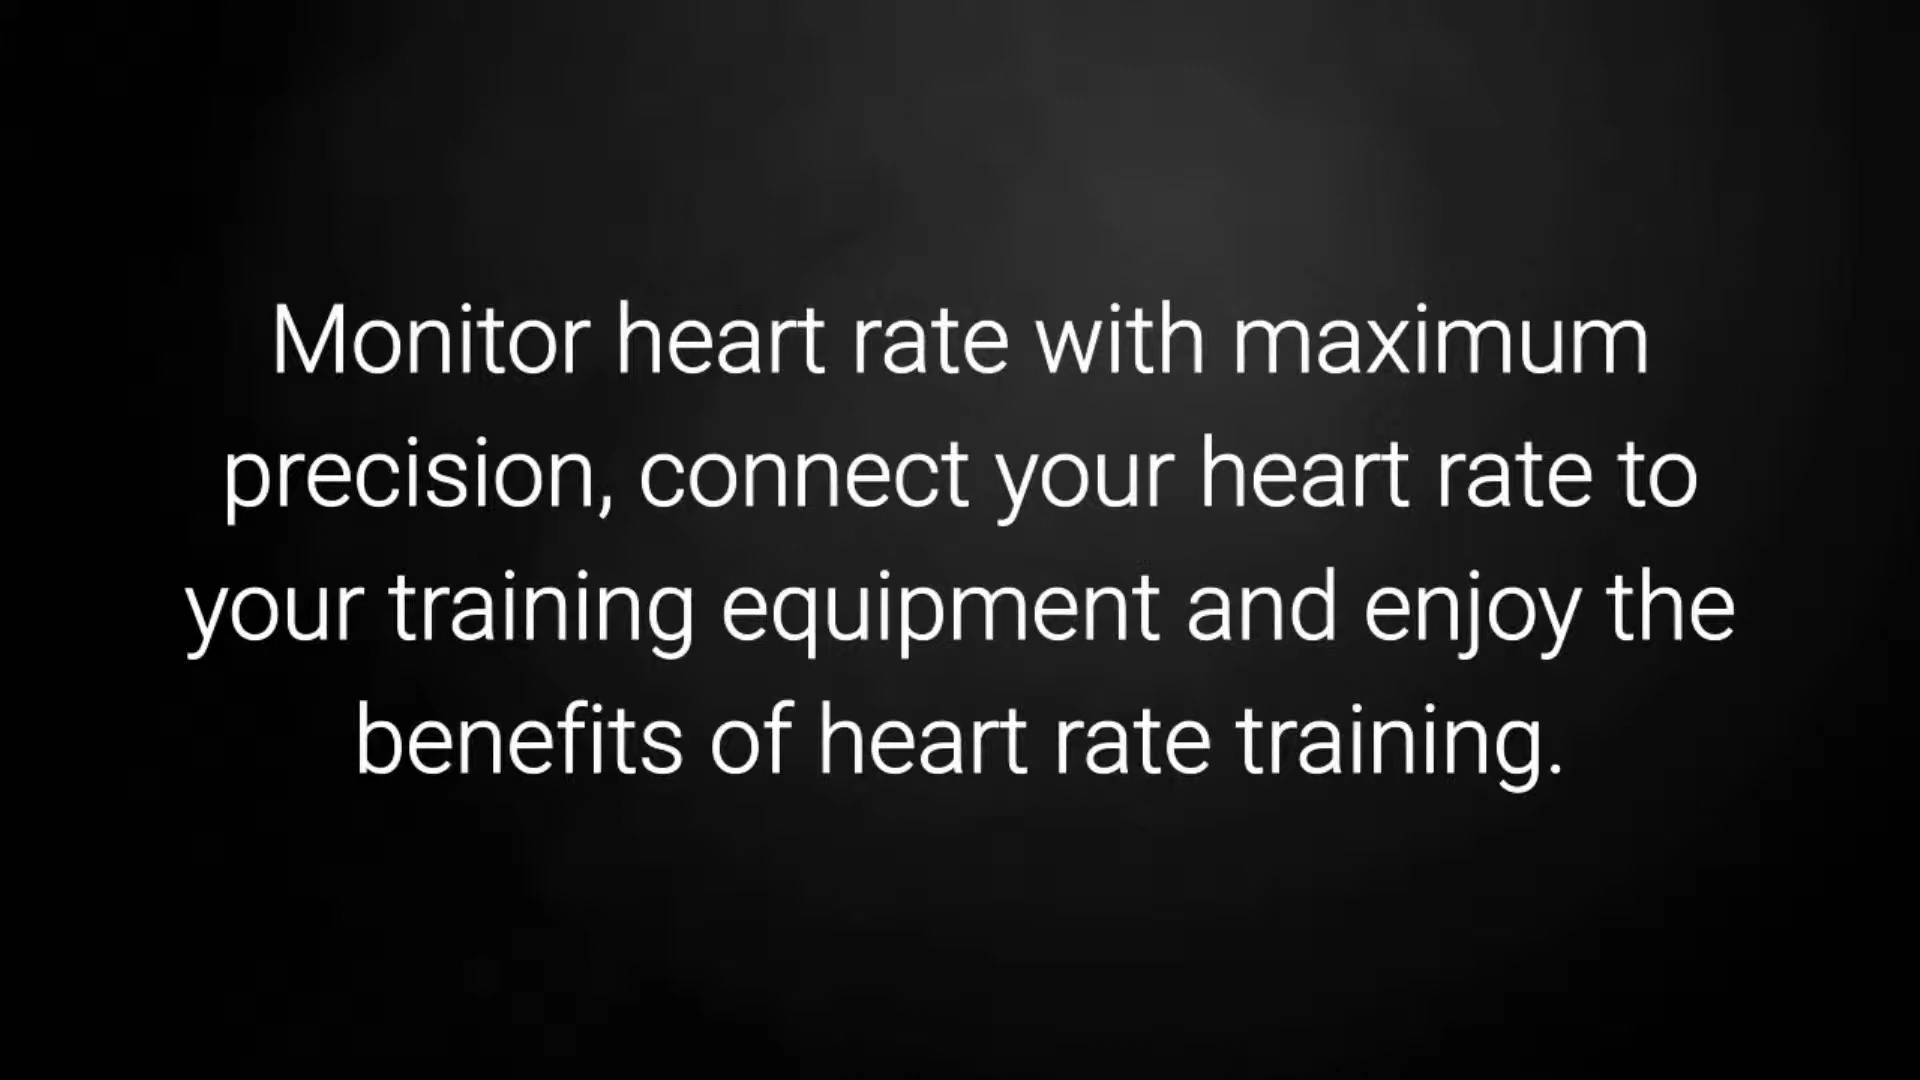 Monitor heart rate with maximum
precision, connect your heart rate to
your training equipment and enjoy the
benefits of heart rate training.